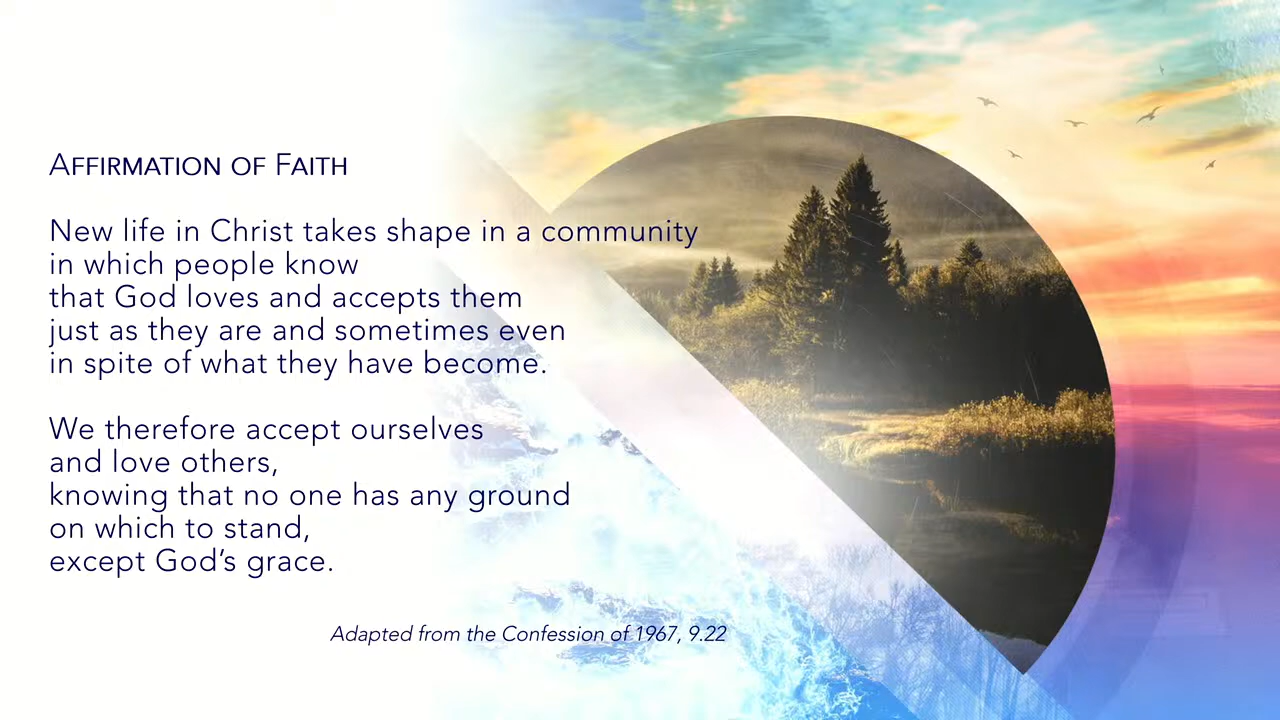 Affirmation of Faith
New life in Christ takes shape in a community
in which people know
that God loves and accepts them
just as they are and sometimes even
in spite of what they have become.
We therefore accept ourselves
and love others,
knowing that no one has any ground
on which to stand,
except God’s grace.
Adapted from the Confession of 1967, 9.22